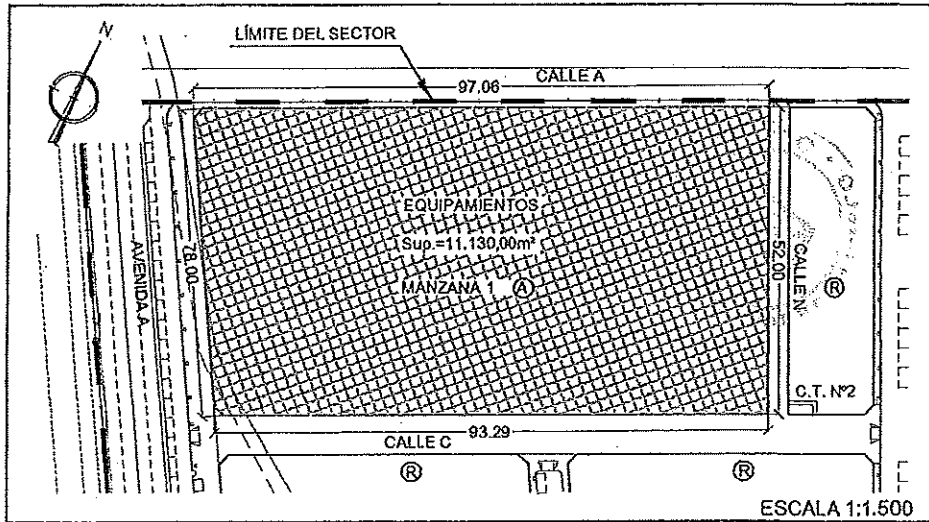 N
LÍMITE DEL SECTOR
CALLE A
97,06
EQUIPAMIENTOS
Sup.=11.130,00m²
MANZANA 1 A
AVENIDA A
78.00
52.00
CALLE N
R
C.T. Nº2
93.29
CALLE C
R
R
ESCALA 1:1.500